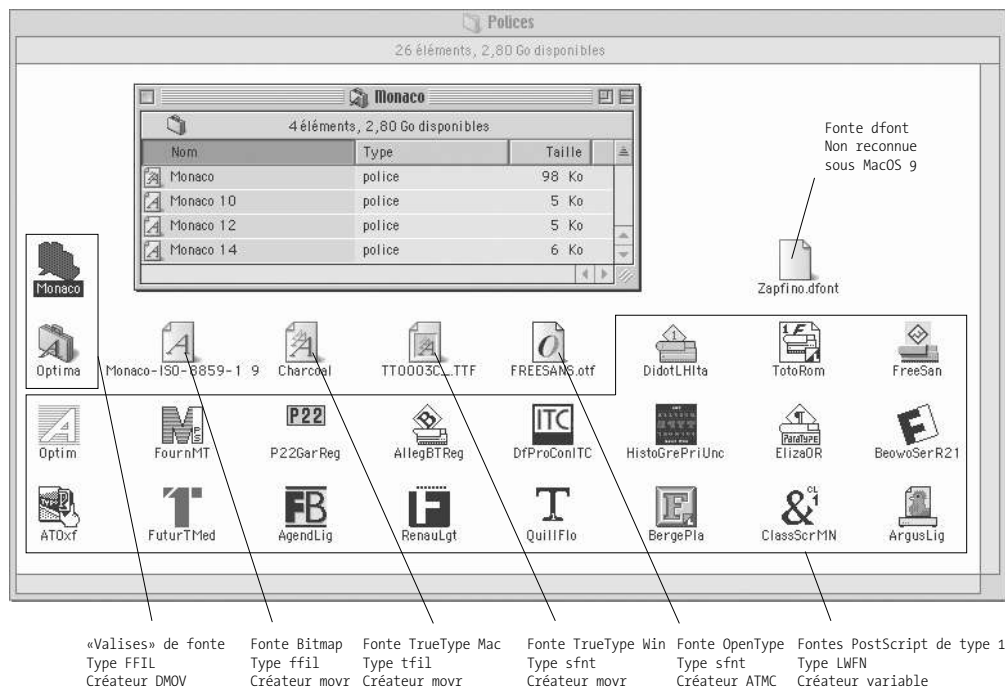 Polices
26 éléments, 2,80 Go disponibles
Monaco
4 éléments, 2,80 Go disponibles
Nom Type Taille
Monaco police 98 Ko
Monaco 10 police 5 Ko
Monaco 12 police 5 Ko
Monaco 14 police 6 Ko
Fonte dfont
Non reconnue
sous MacOS 9
Monaco
Zapfino.dfont
Optima Monaco-ISO-8859-1 9 Charcoal TT0003C_.TTF FREESANS.otf DidotLHIta TotoRom FreeSan
P22 ITC ParaTYPE
Optim FournMT P22GarReg AllegBTReg DfProConITC HistoGrePriUnc ElizaOR BeowoSerR21
ATOxf FuturTMed AgendLig RenauLgt QuillFlo BergePla ClassScrMN ArgusLig
«Valises» de fonte Fonte Bitmap Fonte TrueType Mac Fonte TrueType Win Fonte OpenType Fontes PostScript de type 1
Type FFIL Type ffil Type tfil Type sfnt Type sfnt Type LWFN
Créateur DMOV Créateur movr Créateur movr Créateur movr Créateur ATMC Créateur variable